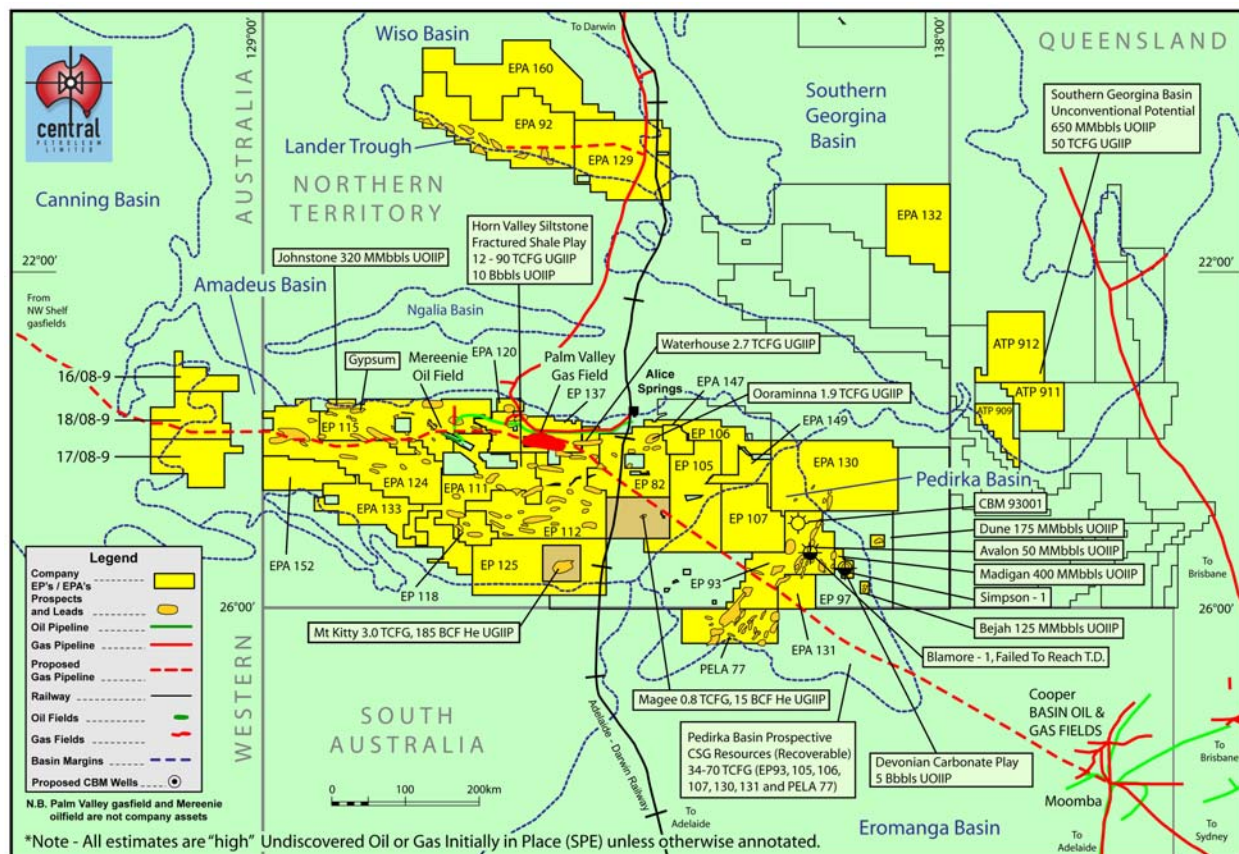 central
PETROLEUM
LIMITED
Wiso Basin
To Darwin
129°00'
138°00'
QUEENSLAND
AUSTRALIA
WESTERN
NORTHERN
TERRITORY
SOUTH
AUSTRALIA
Canning Basin
Lander Trough
Southern
Georgina
Basin
Southern Georgina Basin
Unconventional Potential
650 MMbbls UOIIP
50 TCFG UGIIP
EPA 160
EPA 92
EPA 129
EPA 132
22°00'
22°00'
From
NW Shelf
gasfields
Amadeus Basin
Johnstone 320 MMbbls UOIIP
Horn Valley Siltstone
Fractured Shale Play
12 - 90 TCFG UGIIP
10 Bbbls UOIIP
Ngalia Basin
Gypsum
Mereenie
Oil Field
EPA 120
Palm Valley
Gas Field
EP 137
Waterhouse 2.7 TCFG UGIIP
Alice
Springs
EPA 147
Ooraminna 1.9 TCFG UGIIP
EPA 149
ATP 912
ATP 911
ATP 909
16/08-9
18/08-9
17/08-9
EP 115
EP 106
EP 105
EPA 130
EPA 124
EPA 111
EP 82
EPA 133
EP 112
EP 107
Pedirka Basin
CBM 93001
Dune 175 MMbbls UOIIP
Avalon 50 MMbbls UOIIP
Madigan 400 MMbbls UOIIP
Simpson - 1
Bejah 125 MMbbls UOIIP
Blamore - 1, Failed To Reach T.D.
EPA 152
EP 118
EP 125
EP 93
EP 97
EPA 131
PELA 77
26°00'
26°00'
Mt Kitty 3.0 TCFG, 185 BCF He UGIIP
Magee 0.8 TCFG, 15 BCF He UGIIP
Pedirka Basin Prospective
CSG Resources (Recoverable)
34-70 TCFG (EP93, 105, 106,
107, 130, 131 and PELA 77)
Devonian Carbonate Play
5 Bbbls UOIIP
Cooper
BASIN OIL &
GAS FIELDS
Moomba
To
Brisbane
To
Brisbane
To
Sydney
To
Adelaide
To
Adelaide
Adelaide - Darwin Railway
Eromanga Basin
Legend
Company
EP's / EPA's
Prospects
and Leads
Oil Pipeline
Gas Pipeline
Proposed
Gas Pipeline
Railway
Oil Fields
Gas Fields
Basin Margins
Proposed CBM Wells
N.B. Palm Valley gasfield and Mereenie
oilfield are not company assets
0 100 200km
*Note - All estimates are "high" Undiscovered Oil or Gas Initially in Place (SPE) unless otherwise annotated.